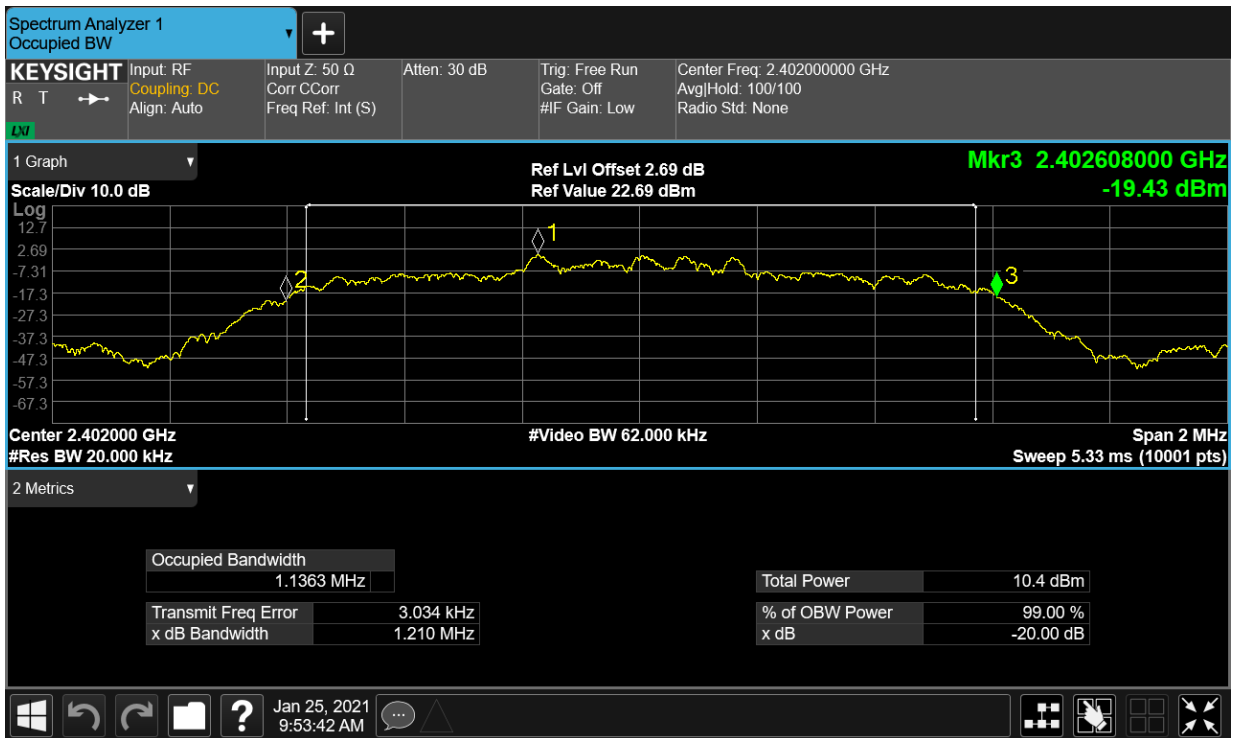 Spectrum Analyzer 1
Occupied BW
+
KEYSIGHT
R T
LXI
Input: RF
Coupling: DC
Align: Auto
Input Z: 50 Ω
Corr CCorr
Freq Ref: Int (S)
Atten: 30 dB
Trig: Free Run
Gate: Off
#IF Gain: Low
Center Freq: 2.402000000 GHz
Avg|Hold: 100/100
Radio Std: None
1 Graph
Scale/Div 10.0 dB
Ref Lvl Offset 2.69 dB
Ref Value 22.69 dBm
Mkr3 2.402608000 GHz
-19.43 dBm
Log
12.7
2.69
-7.31
-17.3
-27.3
-37.3
-47.3
-57.3
-67.3
1
2
3
Center 2.402000 GHz
#Res BW 20.000 kHz
#Video BW 62.000 kHz
Span 2 MHz
Sweep 5.33 ms (10001 pts)
2 Metrics
Occupied Bandwidth
1.1363 MHz
Transmit Freq Error 3.034 kHz
x dB Bandwidth 1.210 MHz
Total Power 10.4 dBm
% of OBW Power 99.00 %
x dB -20.00 dB
?
Jan 25, 2021
9:53:42 AM